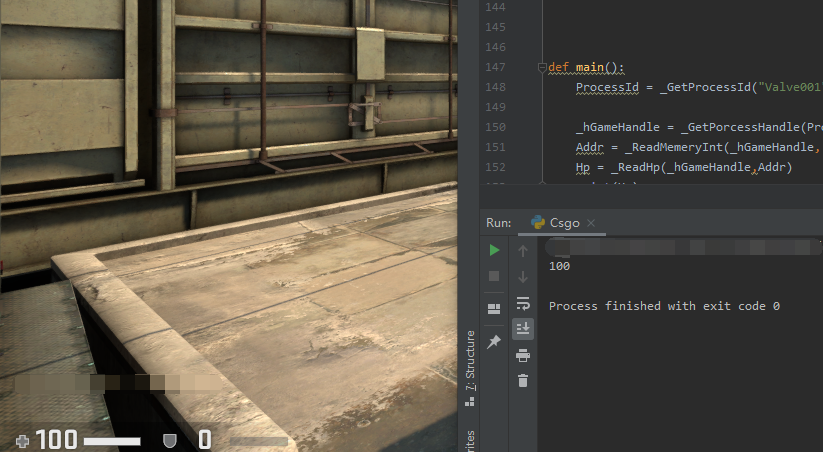 144
145
146
147 def main():
148 ProcessId = _GetProcessId("Valve001
149
150 _hGameHandle = _GetPorcessHandle(Pro
151 Addr = _ReadMemeryInt(_hGameHandle,
152 Hp = _ReadHp(_hGameHandle,Addr)
Run: Csgo
100
Process finished with exit code 0
7: Structure
rites
100 0